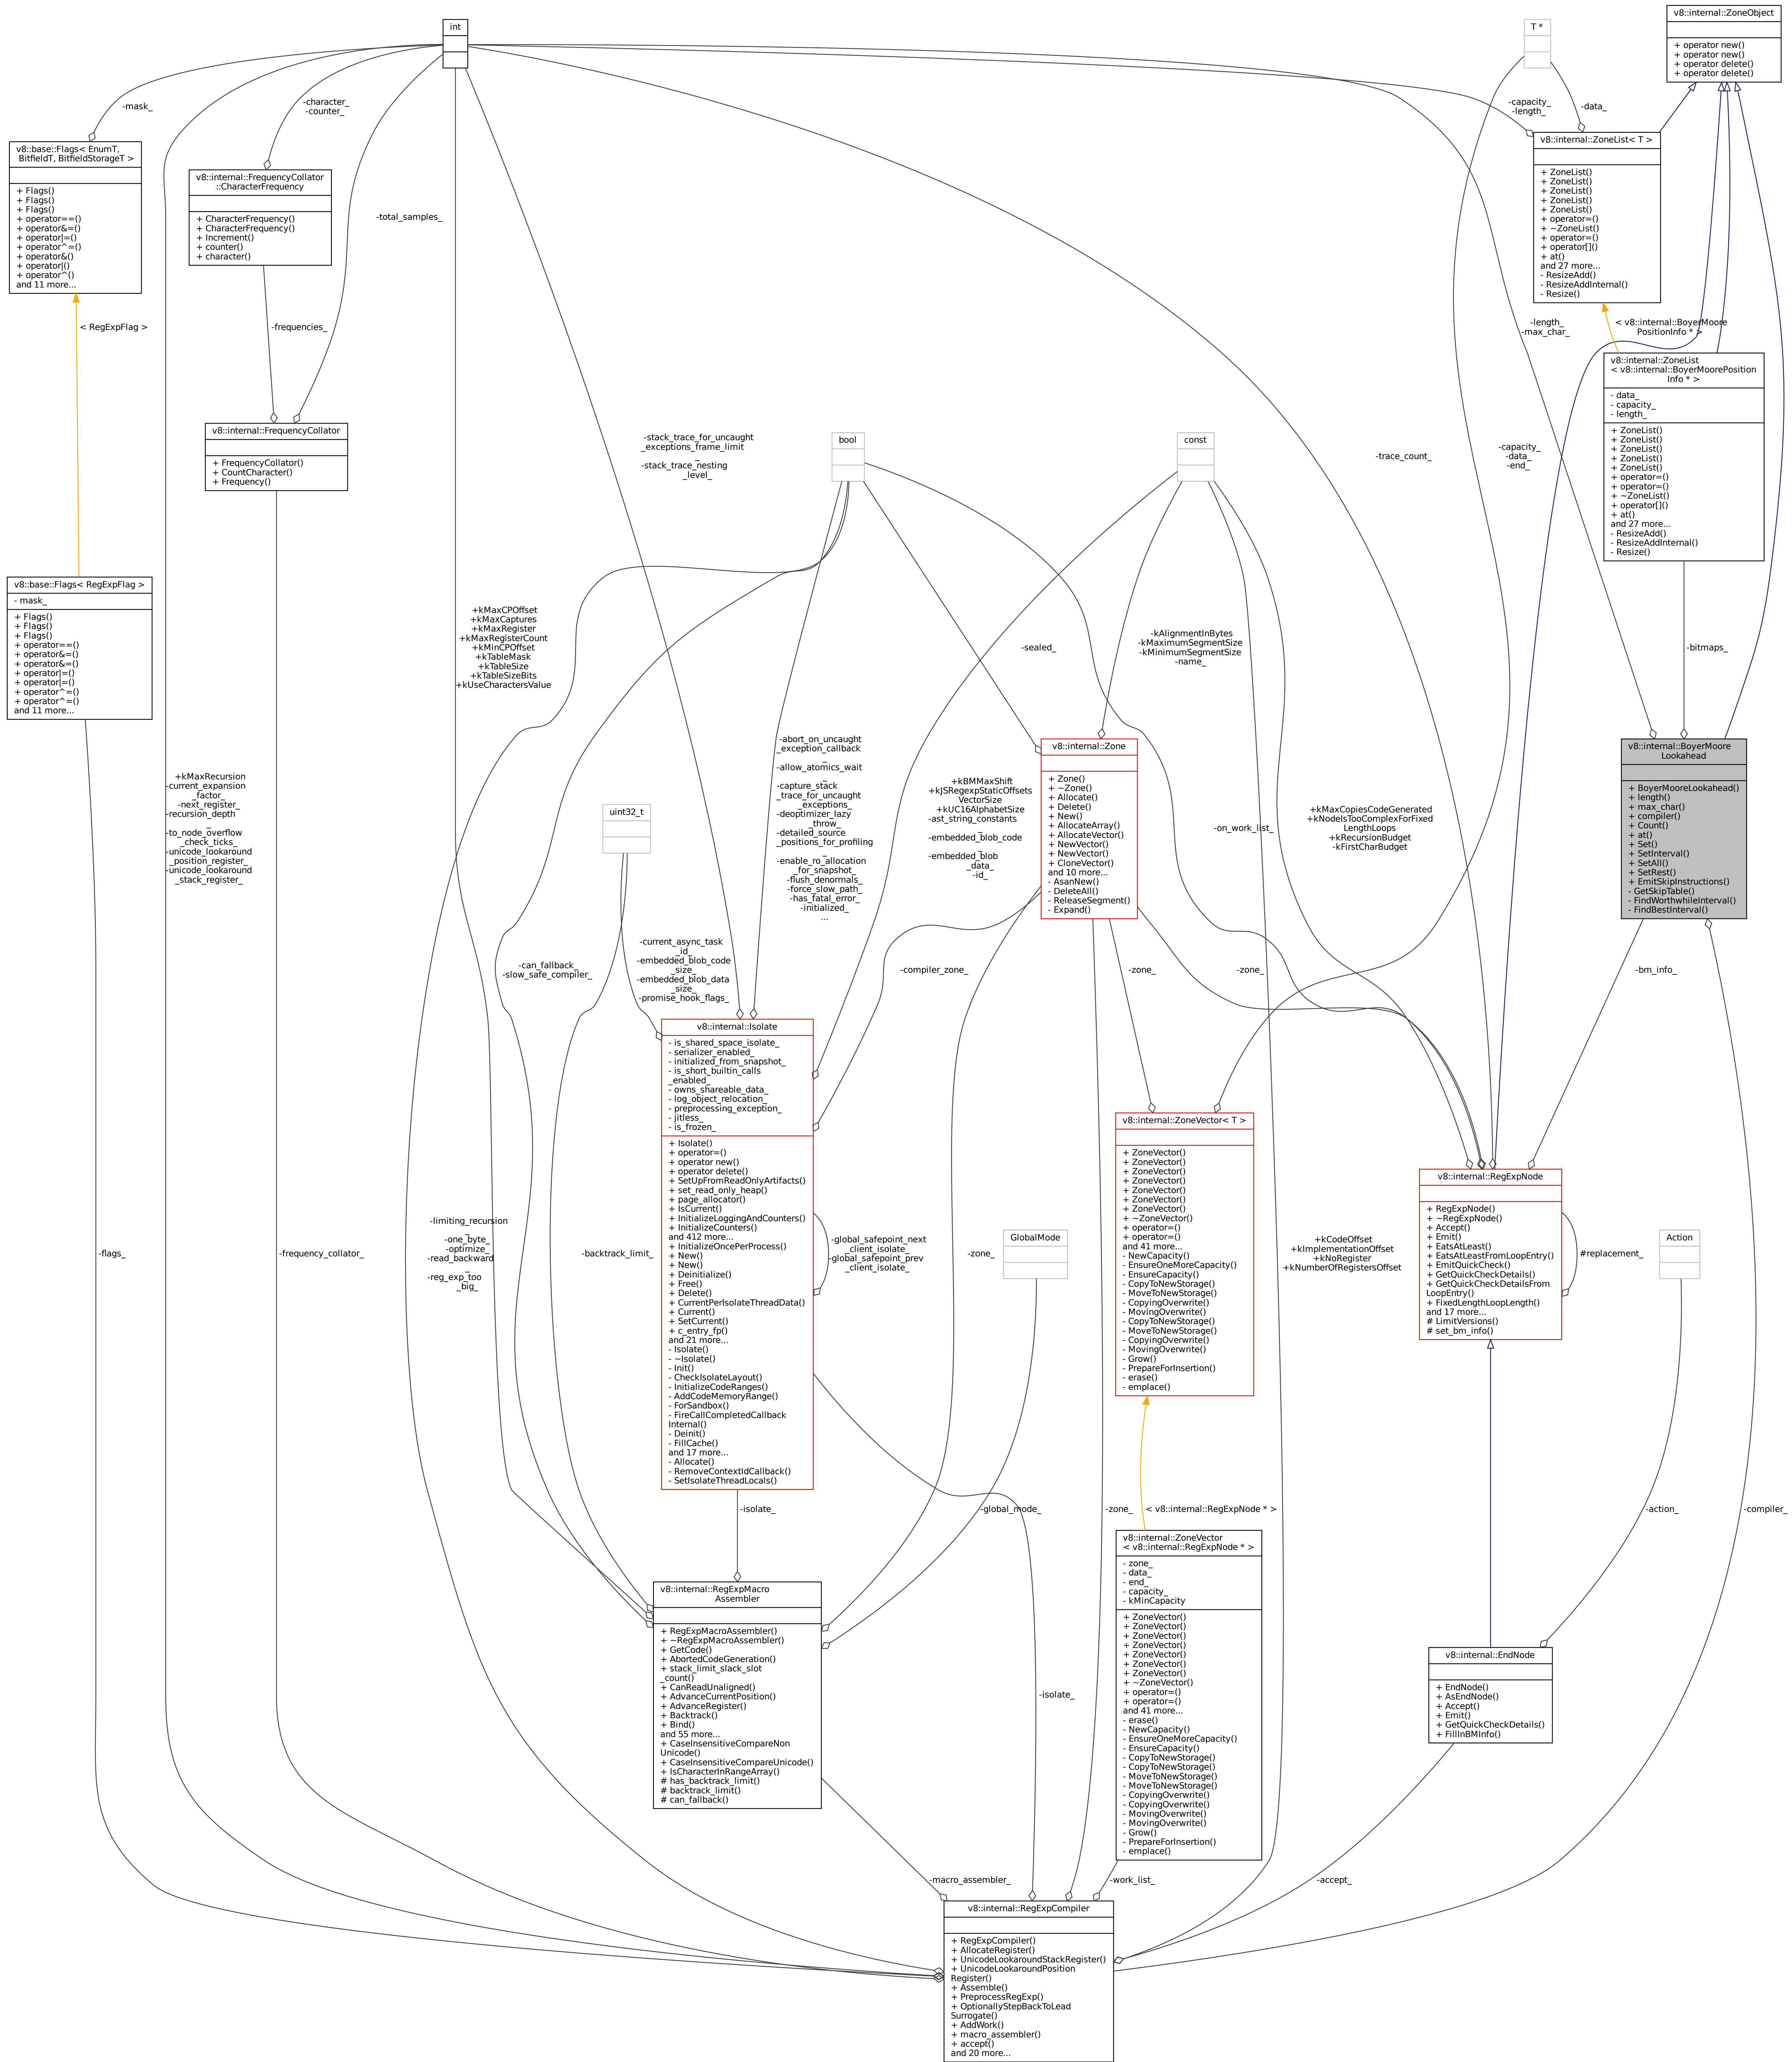 int
T *
v8::internal::ZoneObject
+ operator new()
+ operator new()
+ operator delete()
+ operator delete()
-mask_
-character_
-counter_
-capacity_
-length_
-data_
v8::base::Flags< EnumT,
BitfieldT, BitfieldStorageT >
+ Flags()
+ Flags()
+ Flags()
+ operator==()
+ operator&=()
+ operator|=()
+ operator^=()
+ operator&()
+ operator|()
+ operator^()
and 11 more...
v8::internal::FrequencyCollator
::CharacterFrequency
+ CharacterFrequency()
+ CharacterFrequency()
+ Increment()
+ counter()
+ character()
-total_samples_
v8::internal::ZoneList< T >
+ ZoneList()
+ ZoneList()
+ ZoneList()
+ ZoneList()
+ ZoneList()
+ operator=()
+ ~ZoneList()
+ operator=()
+ operator[]()
+ at()
and 27 more...
- ResizeAdd()
- ResizeAddInternal()
- Resize()
< RegExpFlag >
-frequencies_
-length_
-max_char_
< v8::internal::BoyerMoore
PositionInfo * >
v8::internal::ZoneList
< v8::internal::BoyerMoorePosition
Info * >
- data_
- capacity_
- length_
+ ZoneList()
+ ZoneList()
+ ZoneList()
+ ZoneList()
+ ZoneList()
+ operator=()
+ operator=()
+ ~ZoneList()
+ operator[]()
+ at()
and 27 more...
- ResizeAdd()
- ResizeAddInternal()
- Resize()
v8::internal::FrequencyCollator
+ FrequencyCollator()
+ CountCharacter()
+ Frequency()
-stack_trace_for_uncaught
_exceptions_frame_limit
_
-stack_trace_nesting
_level_
bool
const
-trace_count_
-capacity_
-data_
-end_
v8::base::Flags< RegExpFlag >
- mask_
+ Flags()
+ Flags()
+ Flags()
+ operator==()
+ operator&=()
+ operator&=()
+ operator|=()
+ operator|=()
+ operator^=()
+ operator^=()
and 11 more...
+kMaxCPOffset
+kMaxCaptures
+kMaxRegister
+kMaxRegisterCount
+kMinCPOffset
+kTableMask
+kTableSize
+kTableSizeBits
+kUseCharactersValue
-sealed_
-kAlignmentInBytes
-kMaximumSegmentSize
-kMinimumSegmentSize
-name_
-bitmaps_
+kMaxRecursion
-current_expansion
_factor_
-next_register_
-recursion_depth
_
-to_node_overflow
_check_ticks_
-unicode_lookaround
_position_register_
-unicode_lookaround
_stack_register_
-abort_on_uncaught
_exception_callback
_
-allow_atomics_wait
_
-capture_stack
_trace_for_uncaught
_exceptions_
-deoptimizer_lazy
_throw_
-detailed_source
_positions_for_profiling
_
-enable_ro_allocation
_for_snapshot_
-flush_denormals_
-force_slow_path_
-has_fatal_error_
-initialized_
...
+kBMMaxShift
+kJSRegexpStaticOffsets
VectorSize
+kUC16AlphabetSize
-ast_string_constants
_
-embedded_blob_code
_
-embedded_blob
_data_
-id_
v8::internal::Zone
+ Zone()
+ ~Zone()
+ Allocate()
+ Delete()
+ New()
+ AllocateArray()
+ AllocateVector()
+ NewVector()
+ NewVector()
+ CloneVector()
and 10 more...
- AsanNew()
- DeleteAll()
- ReleaseSegment()
- Expand()
-on_work_list_
+kMaxCopiesCodeGenerated
+kNodeIsTooComplexForFixed
LengthLoops
+kRecursionBudget
-kFirstCharBudget
v8::internal::BoyerMoore
Lookahead
+ BoyerMooreLookahead()
+ length()
+ max_char()
+ compiler()
+ Count()
+ at()
+ Set()
+ SetInterval()
+ SetAll()
+ SetRest()
+ EmitSkipInstructions()
- GetSkipTable()
- FindWorthwhileInterval()
- FindBestInterval()
uint32_t
-can_fallback_
-slow_safe_compiler_
-current_async_task
_id_
-embedded_blob_code
_size_
-embedded_blob_data
_size_
-promise_hook_flags_
-compiler_zone_
-zone_
-zone_
-bm_info_
v8::internal::Isolate
- is_shared_space_isolate_
- serializer_enabled_
- initialized_from_snapshot_
- is_short_builtin_calls
_enabled_
- owns_shareable_data_
- log_object_relocation_
- preprocessing_exception_
- jitless_
- is_frozen_
+ Isolate()
+ operator=()
+ operator new()
+ operator delete()
+ SetUpFromReadOnlyArtifacts()
+ set_read_only_heap()
+ page_allocator()
+ IsCurrent()
+ InitializeLoggingAndCounters()
+ InitializeCounters()
and 412 more...
+ InitializeOncePerProcess()
+ New()
+ New()
+ Deinitialize()
+ Free()
+ Delete()
+ CurrentPerIsolateThreadData()
+ Current()
+ SetCurrent()
+ c_entry_fp()
and 21 more...
- Isolate()
- ~Isolate()
- Init()
- CheckIsolateLayout()
- InitializeCodeRanges()
- AddCodeMemoryRange()
- ForSandbox()
- FireCallCompletedCallback
Internal()
- Deinit()
- FillCache()
and 17 more...
- Allocate()
- RemoveContextIdCallback()
- SetIsolateThreadLocals()
v8::internal::ZoneVector< T >
+ ZoneVector()
+ ZoneVector()
+ ZoneVector()
+ ZoneVector()
+ ZoneVector()
+ ZoneVector()
+ ZoneVector()
+ ~ZoneVector()
+ operator=()
+ operator=()
and 41 more...
- NewCapacity()
- EnsureOneMoreCapacity()
- EnsureCapacity()
- CopyToNewStorage()
- MoveToNewStorage()
- CopyingOverwrite()
- MovingOverwrite()
- CopyToNewStorage()
- MoveToNewStorage()
- CopyingOverwrite()
- MovingOverwrite()
- Grow()
- PrepareForInsertion()
- erase()
- emplace()
v8::internal::RegExpNode
+ RegExpNode()
+ ~RegExpNode()
+ Accept()
+ Emit()
+ EatsAtLeast()
+ EatsAtLeastFromLoopEntry()
+ EmitQuickCheck()
+ GetQuickCheckDetails()
+ GetQuickCheckDetailsFrom
LoopEntry()
+ FixedLengthLoopLength()
and 17 more...
# LimitVersions()
# set_bm_info()
-flags_
-frequency_collator_
-limiting_recursion
_
-one_byte_
-optimize_
-read_backward
_
-reg_exp_too
_big_
-backtrack_limit_
-global_safepoint_next
_client_isolate_
-global_safepoint_prev
_client_isolate_
-zone_
GlobalMode
+kCodeOffset
+kImplementationOffset
+kNoRegister
+kNumberOfRegistersOffset
#replacement_
Action
-isolate_
-global_mode_
-zone_
< v8::internal::RegExpNode * >
-action_
-compiler_
v8::internal::RegExpMacro
Assembler
+ RegExpMacroAssembler()
+ ~RegExpMacroAssembler()
+ GetCode()
+ AbortedCodeGeneration()
+ stack_limit_slack_slot
_count()
+ CanReadUnaligned()
+ AdvanceCurrentPosition()
+ AdvanceRegister()
+ Backtrack()
+ Bind()
and 55 more...
+ CaseInsensitiveCompareNon
Unicode()
+ CaseInsensitiveCompareUnicode()
+ IsCharacterInRangeArray()
# has_backtrack_limit()
# backtrack_limit()
# can_fallback()
-isolate_
v8::internal::ZoneVector
< v8::internal::RegExpNode * >
- zone_
- data_
- end_
- capacity_
- kMinCapacity
+ ZoneVector()
+ ZoneVector()
+ ZoneVector()
+ ZoneVector()
+ ZoneVector()
+ ZoneVector()
+ ZoneVector()
+ ~ZoneVector()
+ operator=()
+ operator=()
and 41 more...
- erase()
- NewCapacity()
- EnsureOneMoreCapacity()
- EnsureCapacity()
- CopyToNewStorage()
- CopyToNewStorage()
- MoveToNewStorage()
- MoveToNewStorage()
- CopyingOverwrite()
- CopyingOverwrite()
- MovingOverwrite()
- MovingOverwrite()
- Grow()
- PrepareForInsertion()
- emplace()
v8::internal::EndNode
+ EndNode()
+ AsEndNode()
+ Accept()
+ Emit()
+ GetQuickCheckDetails()
+ FillInBMInfo()
-macro_assembler_
-work_list_
-accept_
v8::internal::RegExpCompiler
+ RegExpCompiler()
+ AllocateRegister()
+ UnicodeLookaroundStackRegister()
+ UnicodeLookaroundPosition
Register()
+ Assemble()
+ PreprocessRegExp()
+ OptionallyStepBackToLead
Surrogate()
+ AddWork()
+ macro_assembler()
+ accept()
and 20 more...